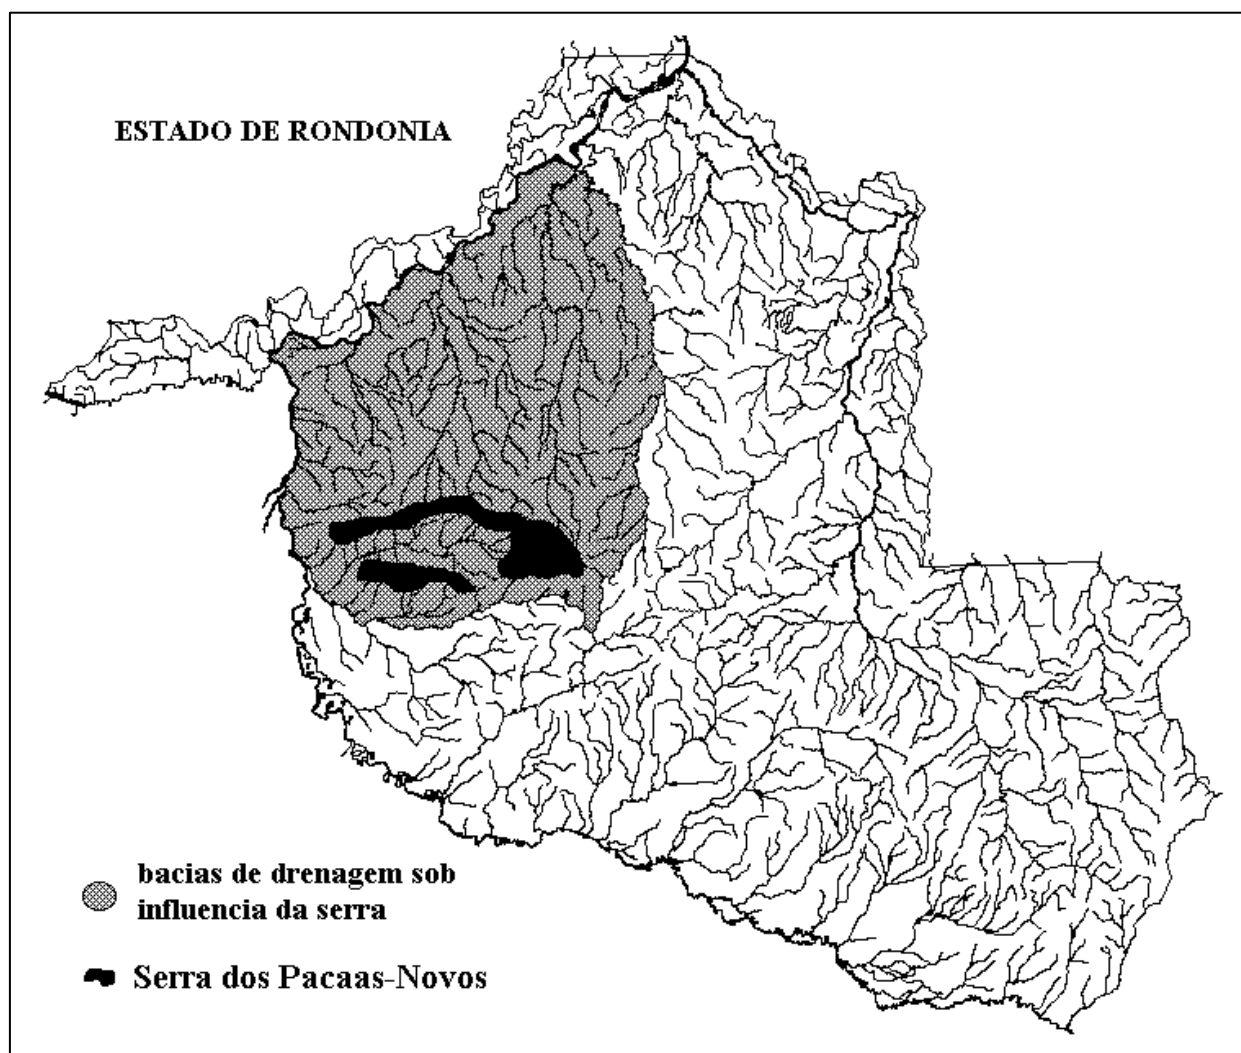 ESTADO DE RONDONIA
bacias de drenagem sob
influencia da serra
Serra dos Pacaas-Novos